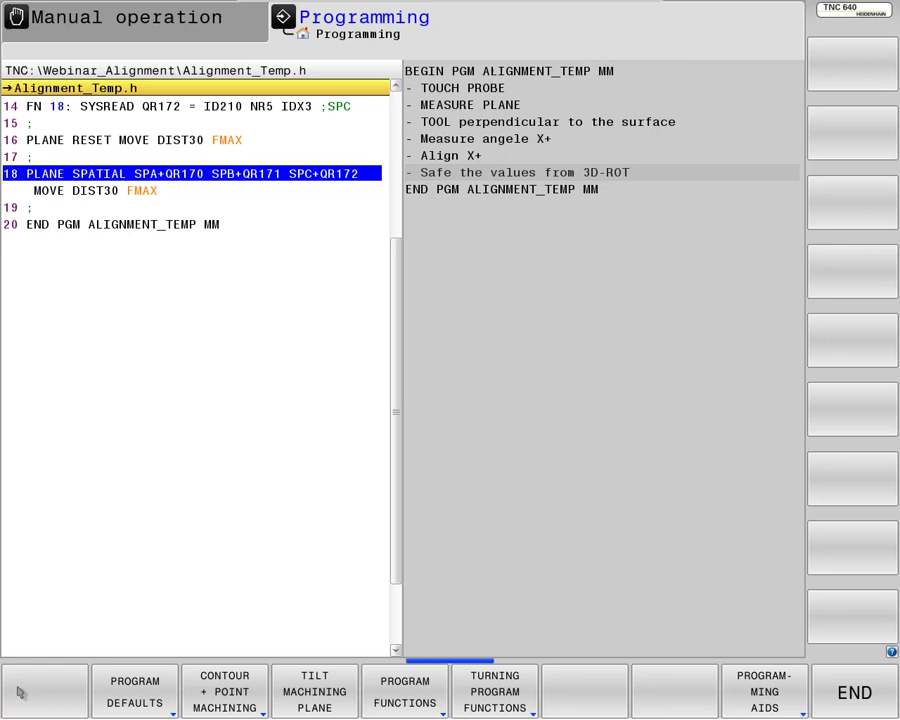 Manual operation
Programming
Programming
TNC 640
HEIDENHAIN
TNC:\Webinar_Alignment\Alignment_Temp.h
→Alignment_Temp.h
14 FN 18: SYSREAD QR172 = ID210 NR5 IDX3 ;SPC
15 ;
16 PLANE RESET MOVE DIST30 FMAX
17 ;
18 PLANE SPATIAL SPA+QR170 SPB+QR171 SPC+QR172
MOVE DIST30 FMAX
19 ;
20 END PGM ALIGNMENT_TEMP MM
BEGIN PGM ALIGNMENT_TEMP MM
- TOUCH PROBE
- MEASURE PLANE
- TOOL perpendicular to the surface
- Measure angele X+
- Align X+
- Safe the values from 3D-ROT
END PGM ALIGNMENT_TEMP MM
PROGRAM
DEFAULTS
CONTOUR
+ POINT
MACHINING
TILT
MACHINING
PLANE
PROGRAM
FUNCTIONS
TURNING
PROGRAM
FUNCTIONS
PROGRAM-
MING
AIDS
END
?